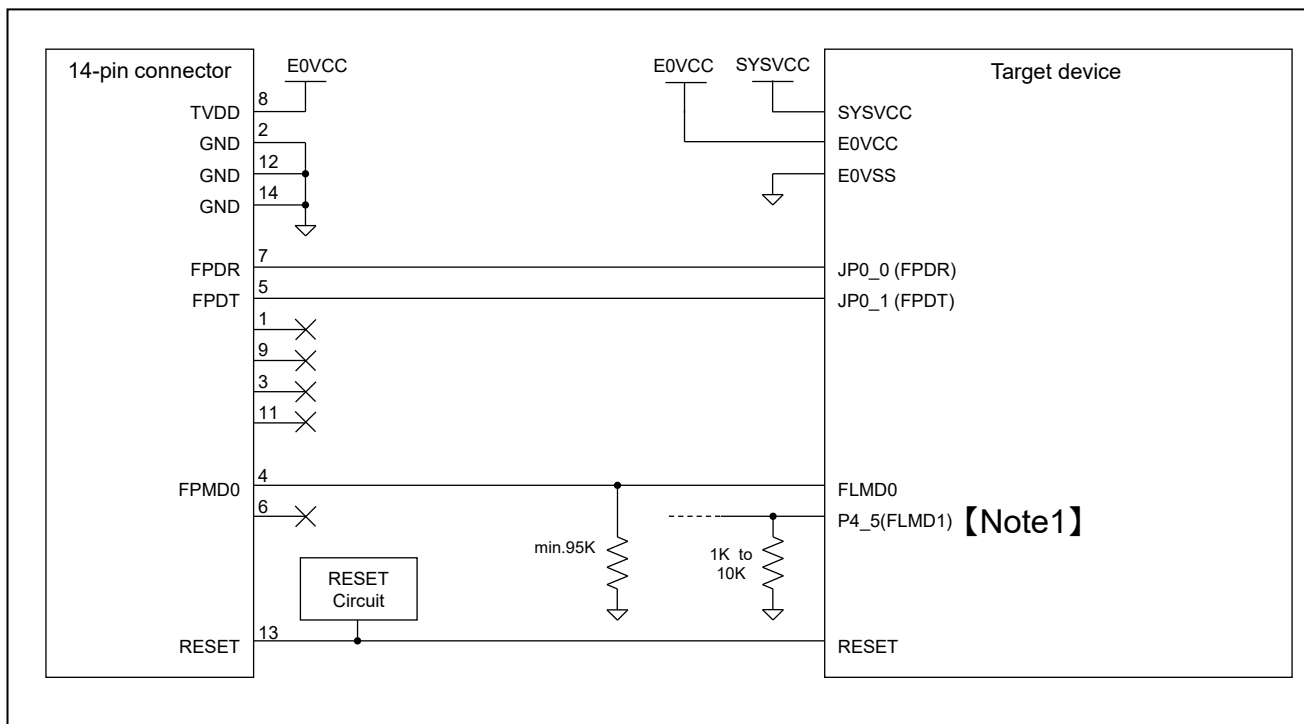 14-pin connector
E0VCC
E0VCC
SYSVCC
Target device
TVDD
8
SYSVCC
GND
2
E0VCC
GND
12
E0VSS
GND
14
FPDR
7
JP0_0 (FPDR)
FPDT
5
JP0_1 (FPDT)
1
9
3
11
FPMD0
4
FLMD0
6
P4_5(FLMD1)【Note1】
min.95K
1K to
10K
RESET
Circuit
RESET
13
RESET